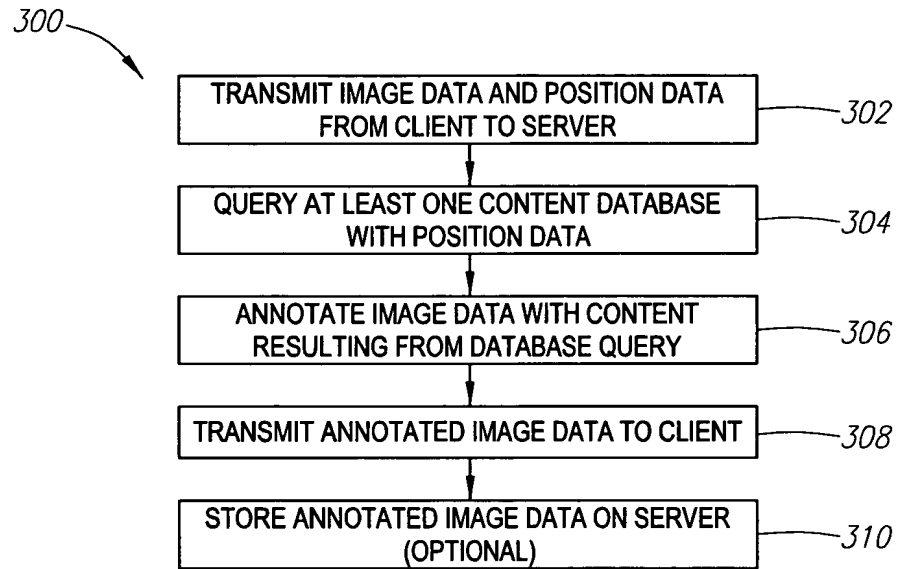 300
TRANSMIT IMAGE DATA AND POSITION DATA
FROM CLIENT TO SERVER
302
QUERY AT LEAST ONE CONTENT DATABASE
WITH POSITION DATA
304
ANNOTATE IMAGE DATA WITH CONTENT
RESULTING FROM DATABASE QUERY
306
TRANSMIT ANNOTATED IMAGE DATA TO CLIENT
308
STORE ANNOTATED IMAGE DATA ON SERVER
(OPTIONAL)
310